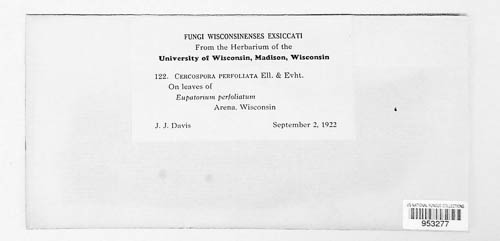 FUNGI WISCONSINENSES EXSICCATI
From the Herbarium of the
University of Wisconsin, Madison, Wisconsin
122. CERCOSPORA PERFOLIATA Ell. & Evht.
On leaves of
Eupatorium perfoliatum
Arena, Wisconsin
J. J. Davis September 2, 1922
US NATIONAL FUNGUS COLLECTIONS
953277